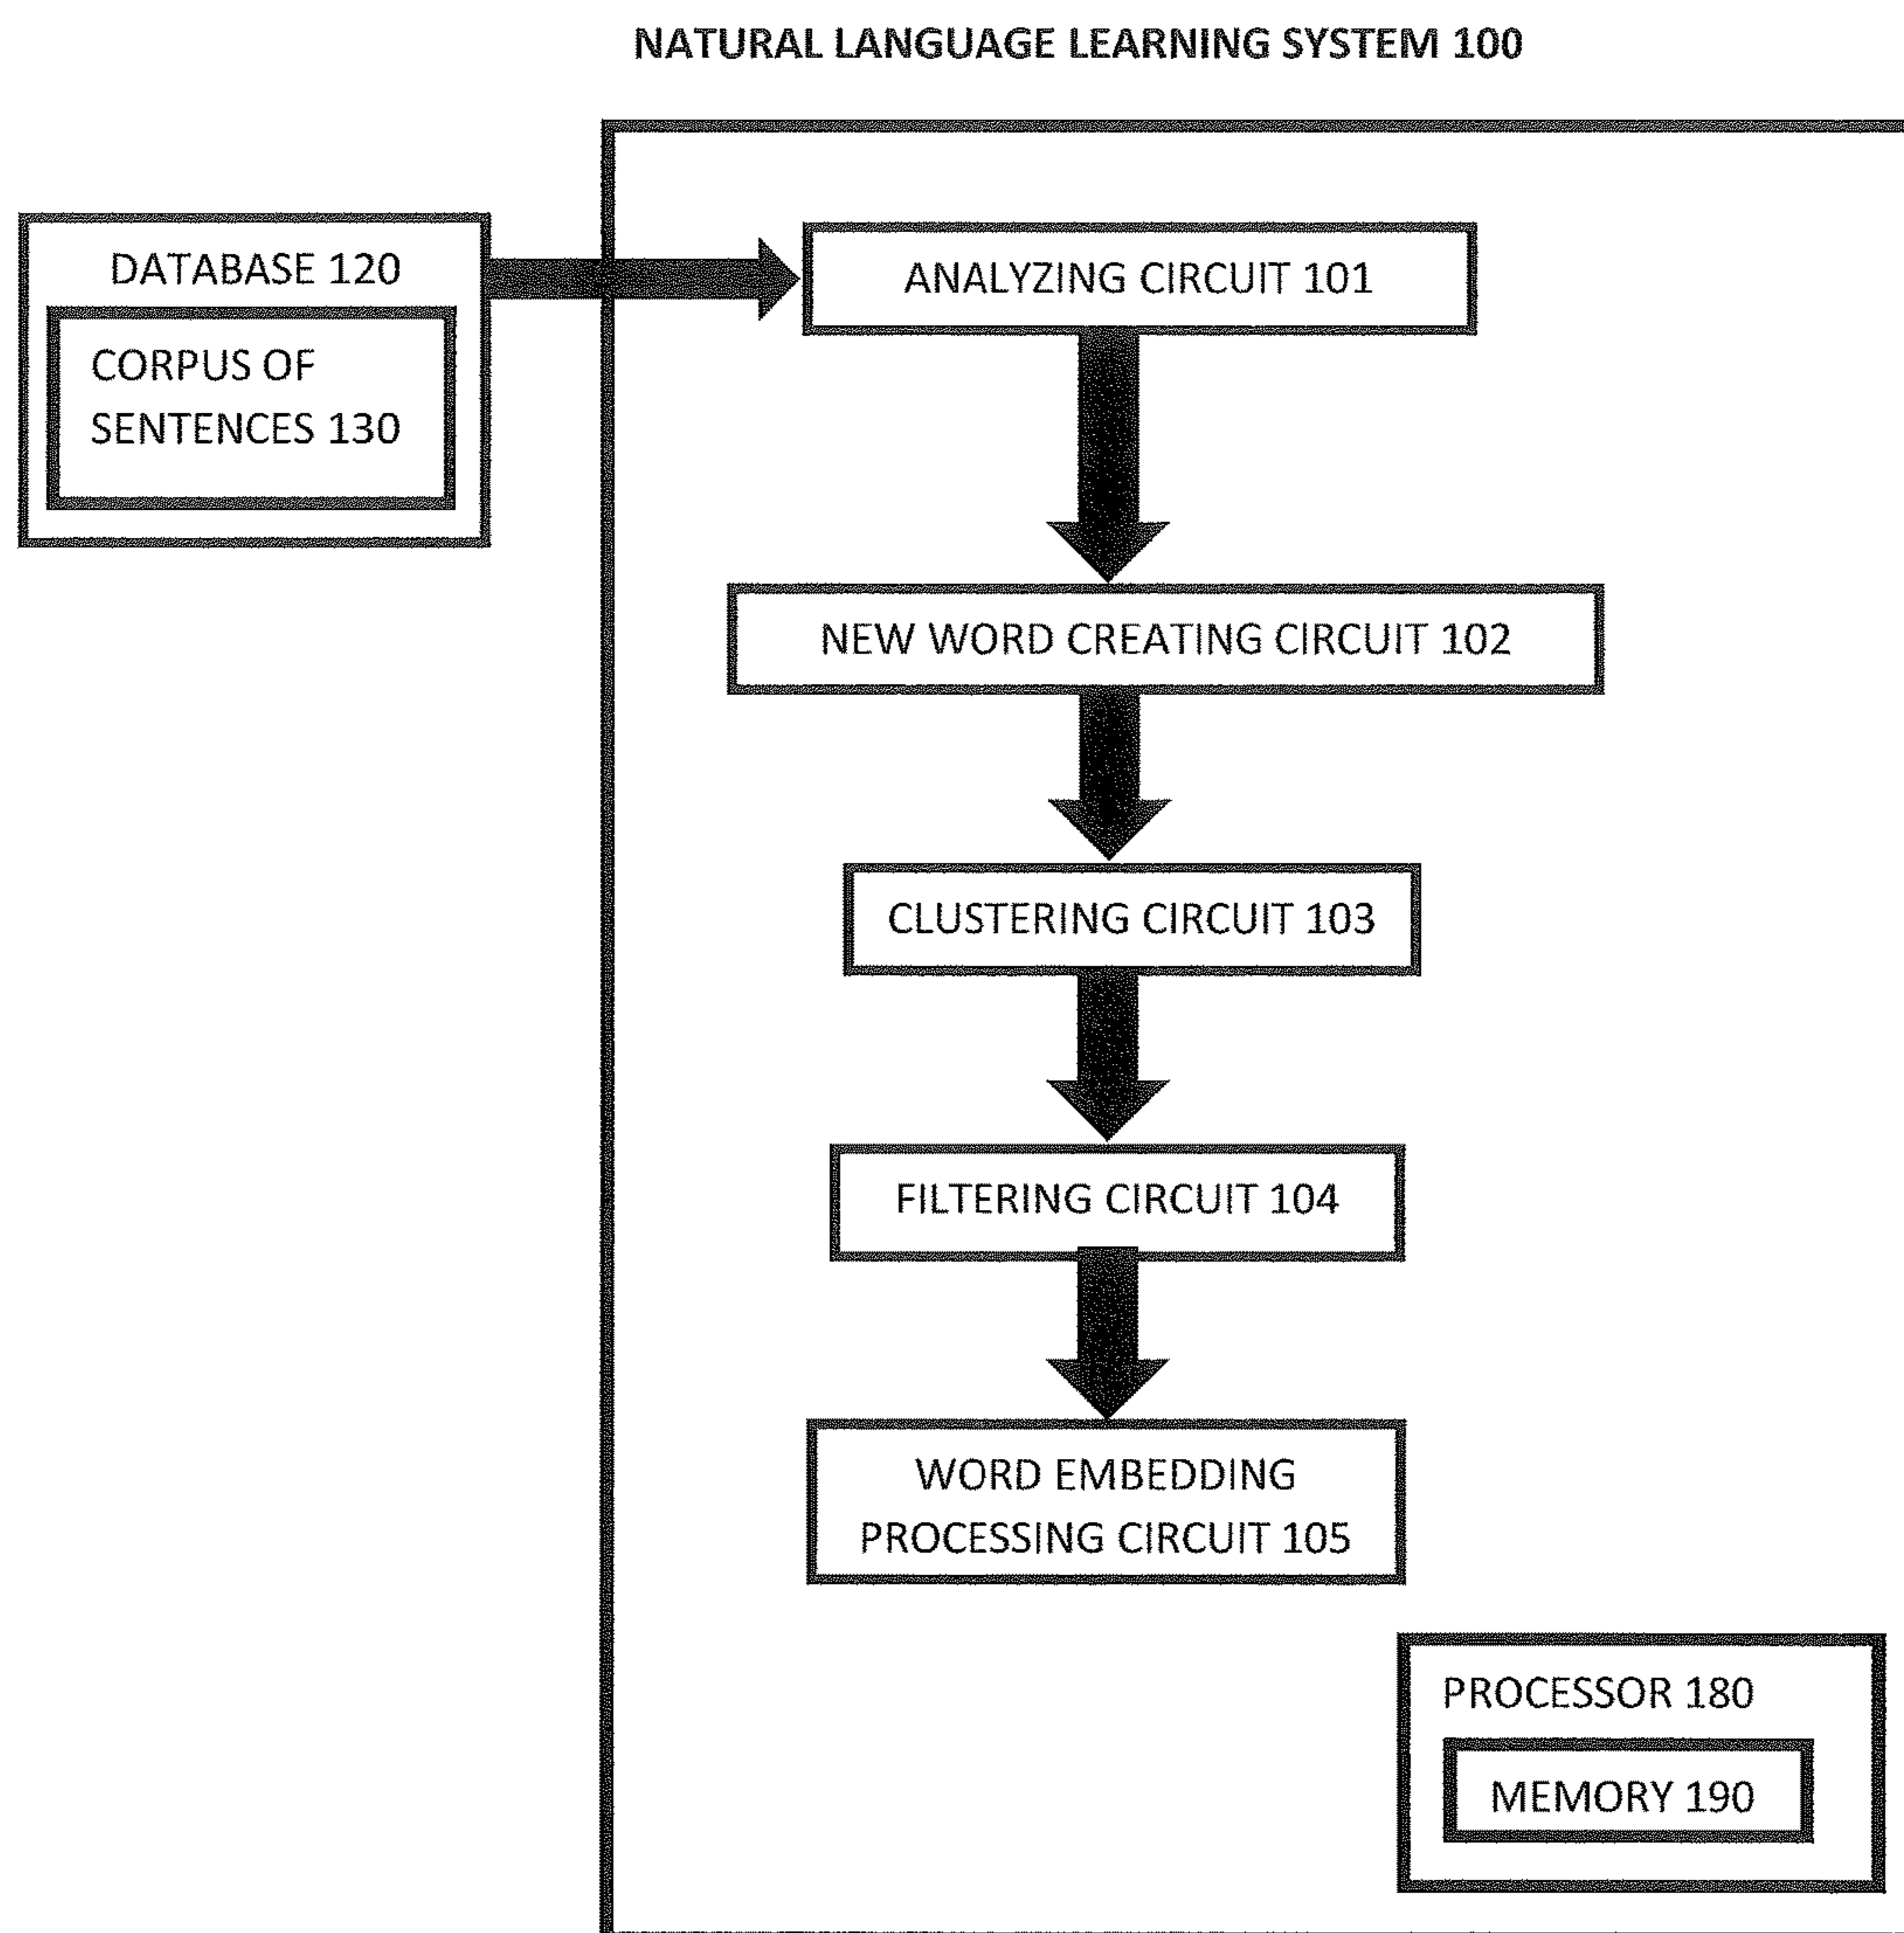 NATURAL LANGUAGE LEARNING SYSTEM 100
DATABASE 120
CORPUS OF
SENTENCES 130
ANALYZING CIRCUIT 101
NEW WORD CREATING CIRCUIT 102
CLUSTERING CIRCUIT 103
FILTERING CIRCUIT 104
WORD EMBEDDING
PROCESSING CIRCUIT 105
PROCESSOR 180
MEMORY 190